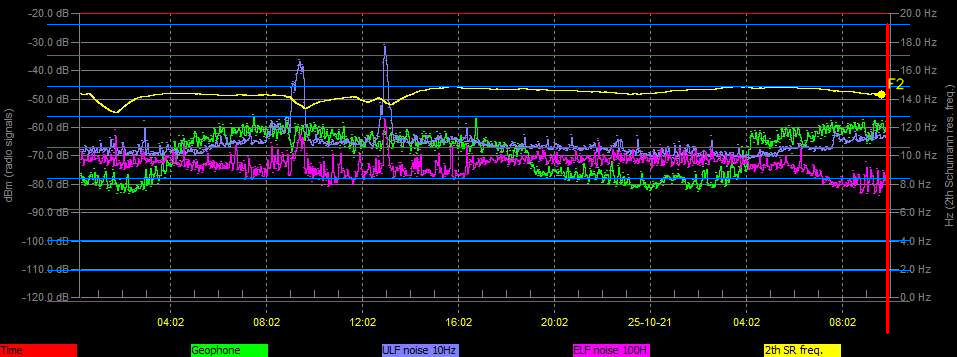 -20.0 dB 20.0 Hz
-30.0 dB 18.0 Hz
-40.0 dB 16.0 Hz
-50.0 dB 14.0 Hz
-60.0 dB 12.0 Hz
-70.0 dB 10.0 Hz
-80.0 dB 8.0 Hz
-90.0 dB 6.0 Hz
-100.0 dB 4.0 Hz
-110.0 dB 2.0 Hz
-120.0 dB 0.0 Hz
dBm (radio signals)
Hz (2th Schumann res. freq.)
F2
04:02 08:02 12:02 16:02 20:02 25-10-21 04:02 08:02
Time Geophone ULF noise 10Hz ELF noise 100H 2th SR freq.